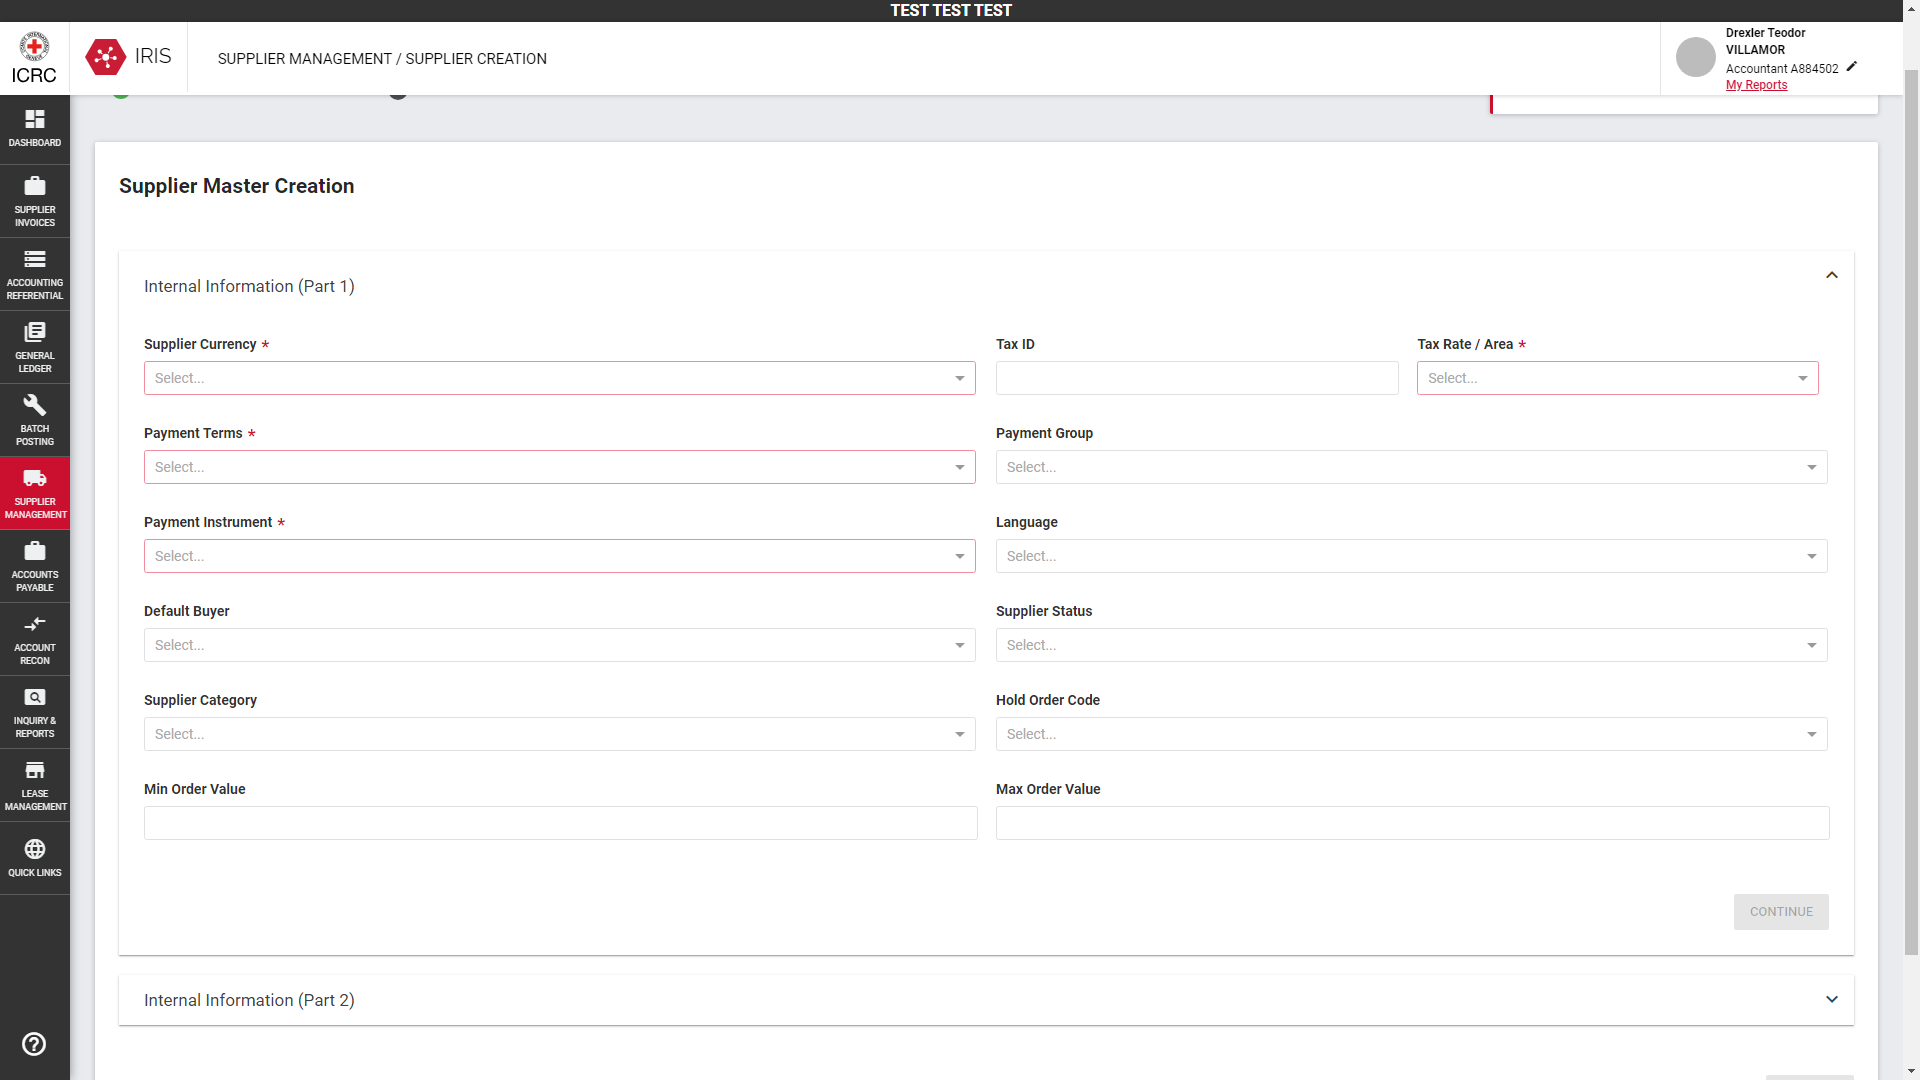 TEST TEST TEST
ICRC
IRIS
SUPPLIER MANAGEMENT / SUPPLIER CREATION
Drexler Teodor
VILLAMOR
Accountant A884502
My Reports
DASHBOARD
SUPPLIER
INVOICES
ACCOUNTING
REFERENTIAL
GENERAL
LEDGER
BATCH
POSTING
SUPPLIER
MANAGEMENT
ACCOUNTS
PAYABLE
ACCOUNT
RECON
INQUIRY &
REPORTS
LEASE
MANAGEMENT
QUICK LINKS
Supplier Master Creation
Internal Information (Part 1)
Supplier Currency *
Select...
Tax ID
Tax Rate / Area *
Select...
Payment Terms *
Select...
Payment Group
Select...
Payment Instrument *
Select...
Language
Select...
Default Buyer
Select...
Supplier Status
Select...
Supplier Category
Select...
Hold Order Code
Select...
Min Order Value
Max Order Value
CONTINUE
Internal Information (Part 2)